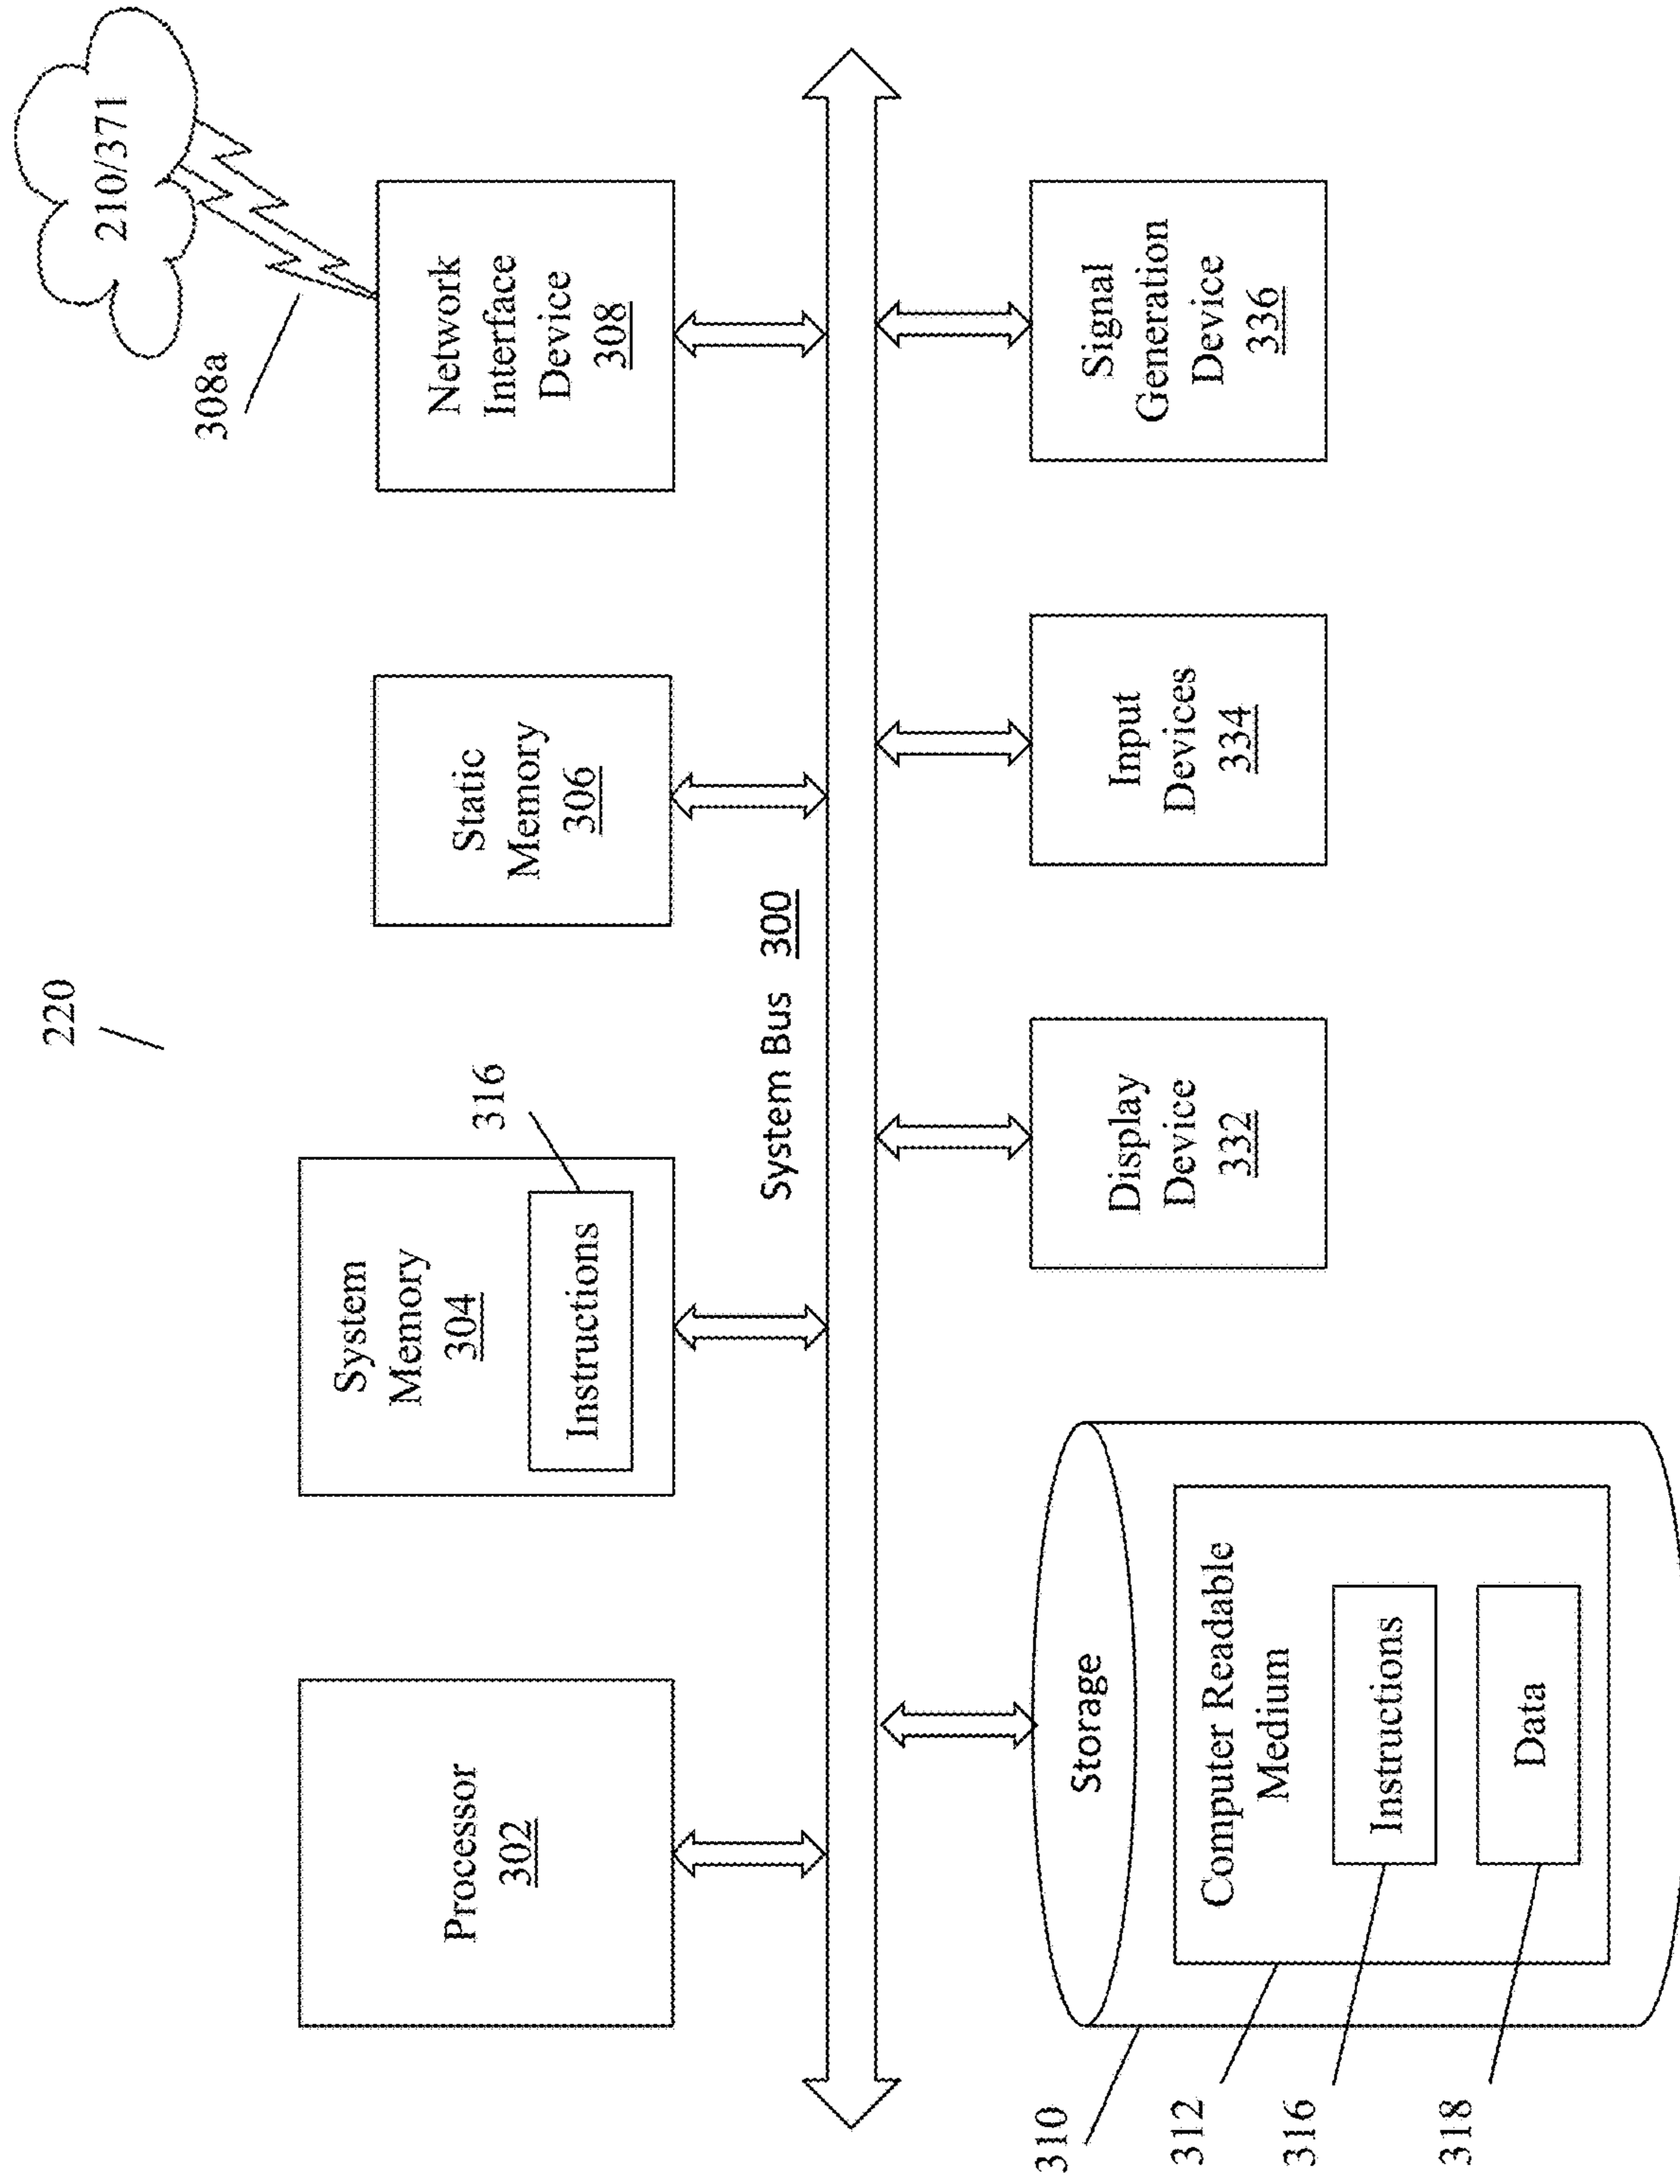 220
210/371
308a
Processor
302
System
Memory
304
Instructions
316
Static
Memory
306
Network
Interface
Device
308
System Bus 300
Storage
Computer Readable
Medium
Instructions
Data
310
312
316
318
Display
Device
332
Input
Devices
334
Signal
Generation
Device
336